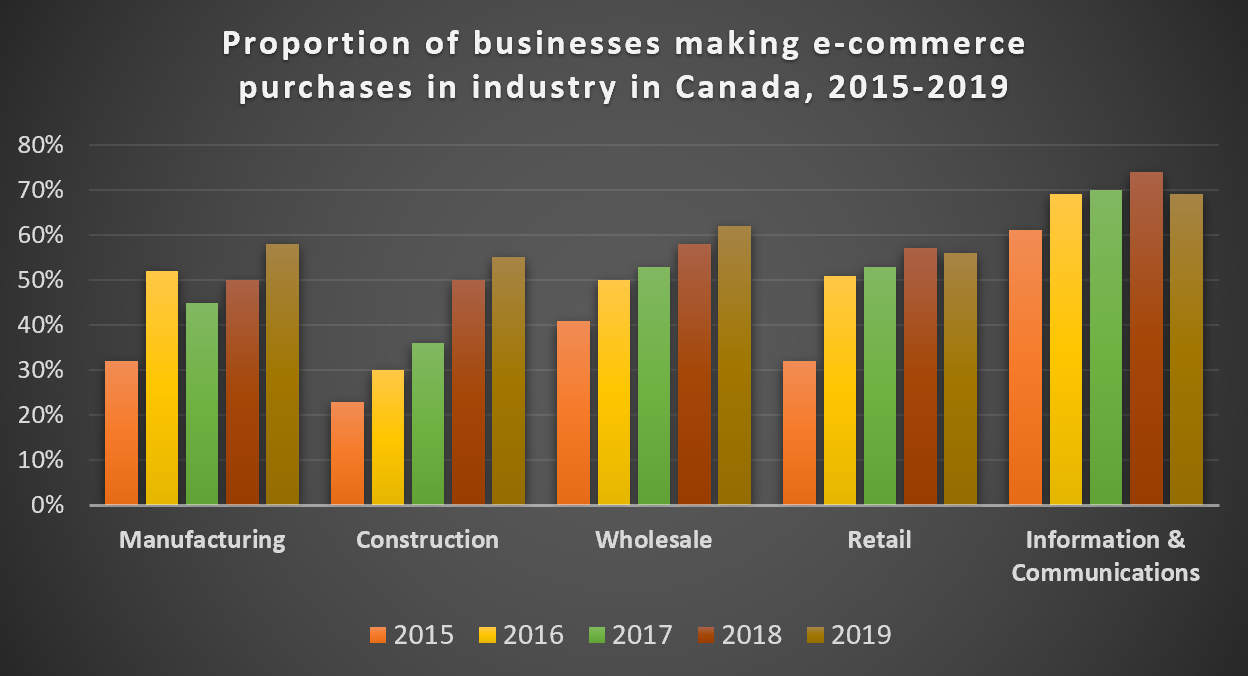 Proportion of businesses making e-commerce
purchases in industry in Canada, 2015-2019
80%
70%
60%
50%
40%
30%
20%
10%
0%
Manufacturing
Construction
Wholesale
Retail
Information &
Communications
2015
2016
2017
2018
2019